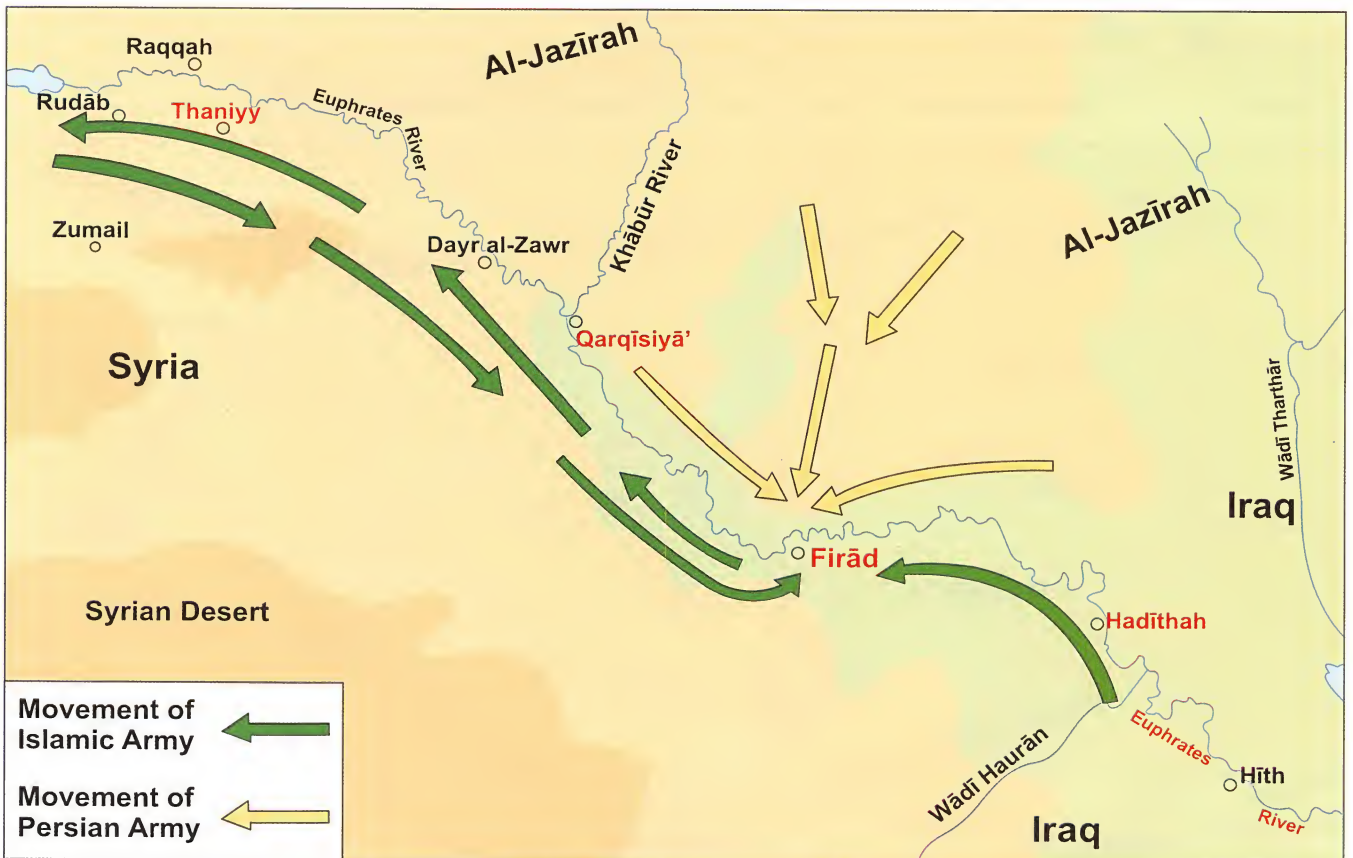 Raqqah
Al-Jazīrah
Rudāb
Thaniyy
Euphrates River
Khābūr River
Al-Jazīrah
Zumail
Dayr al-Zawr
Qarqīsiyā’
Syria
Wādī Tharthār
Iraq
Firād
Syrian Desert
Hadīthah
Euphrates
River
Hīth
Wādī Haurān
Iraq
Movement of
Islamic Army
Movement of
Persian Army